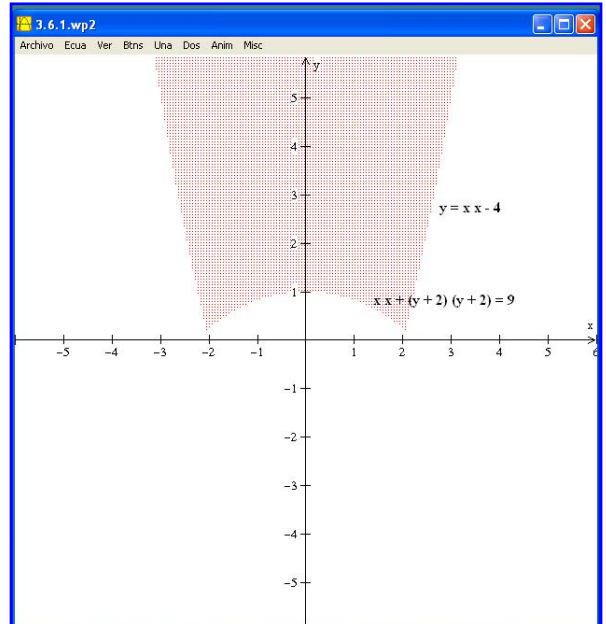 3.6.1.wp2
Archivo Ecua Ver Btns Una Dos Anim Misc
y
5
4
3
y = x x - 4
2
1
x x + (y + 2) (y + 2) = 9
x
-5 -4 -3 -2 -1 1 2 3 4 5 6
-1
-2
-3
-4
-5